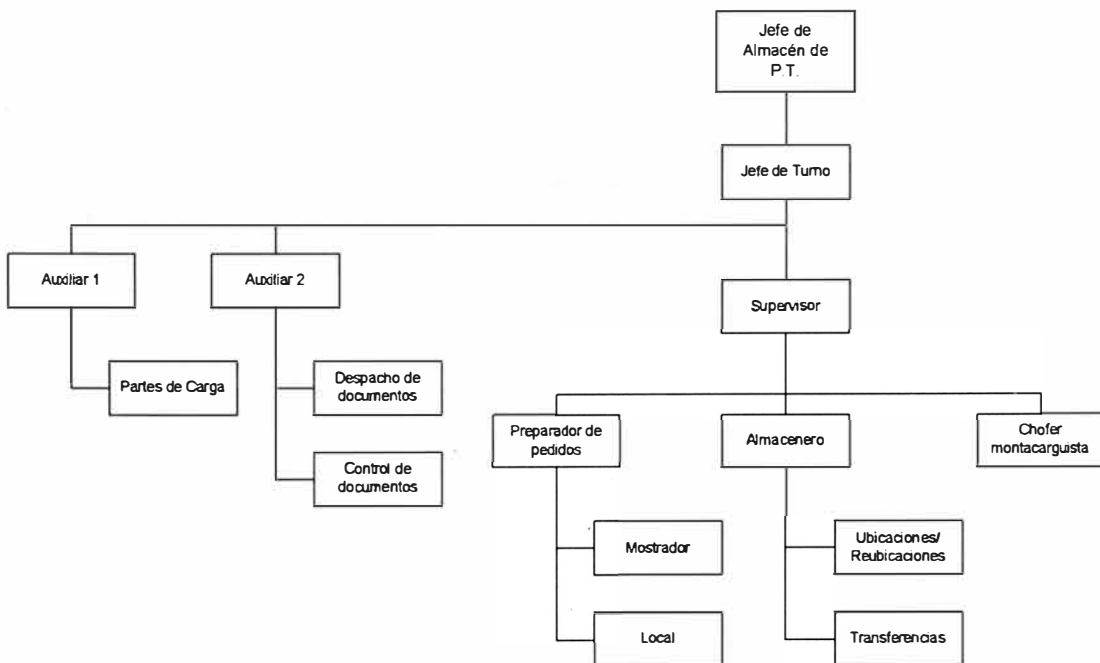 Jefe de
Almacén de
P.T.
Jefe de Turno
Auxiliar 1
Auxiliar 2
Supervisor
Partes de Carga
Despacho de
documentos
Control de
documentos
Preparador de
pedidos
Almacenero
Chofer
montacarguista
Mostrador
Local
Ubicaciones/
Reubicaciones
Transferencias